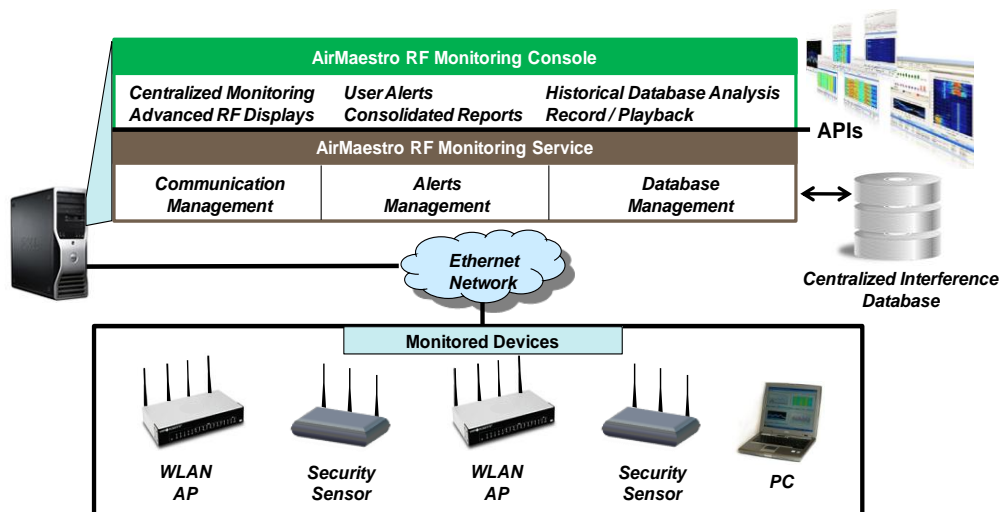 AirMaestro RF Monitoring Console
Centralized Monitoring
Advanced RF Displays
User Alerts
Consolidated Reports
Historical Database Analysis
Record / Playback
APIs
AirMaestro RF Monitoring Service
Communication
Management
Alerts
Management
Database
Management
Ethernet
Network
Centralized Interference
Database
Monitored Devices
WLAN
AP
Security
Sensor
WLAN
AP
Security
Sensor
PC